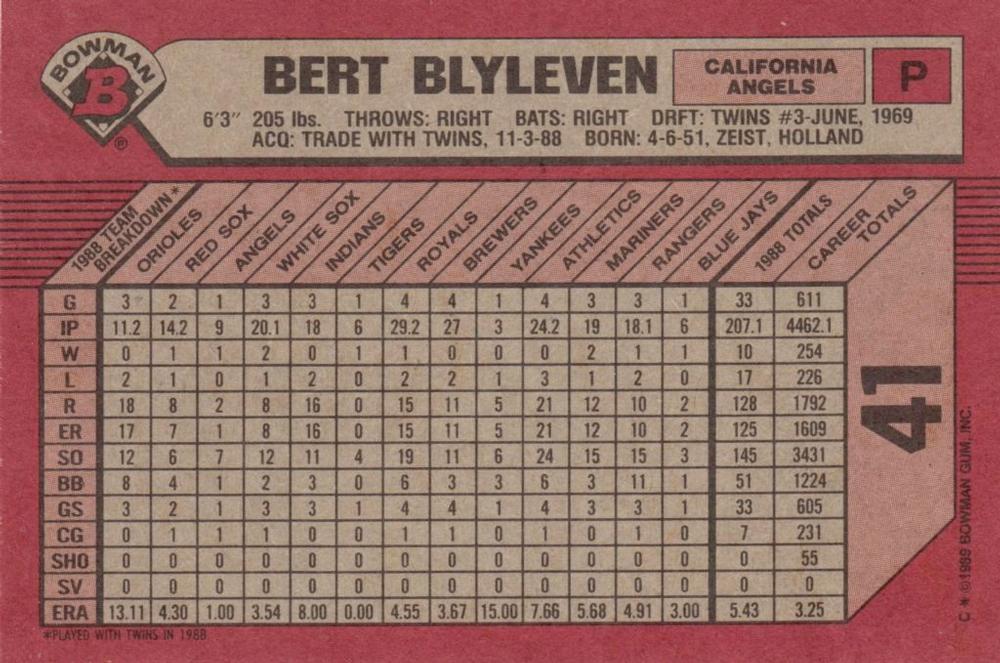 BOWMAN
B
®
BERT BLYLEVEN
CALIFORNIA
ANGELS
P
6'3" 205 lbs. THROWS: RIGHT BATS: RIGHT DRFT: TWINS #3-JUNE, 1969
ACQ: TRADE WITH TWINS, 11-3-88 BORN: 4-6-51, ZEIST, HOLLAND
1988 TEAM BREAKDOWN* ORIOLES RED SOX ANGELS WHITE SOX INDIANS TIGERS ROYALS BREWERS YANKEES ATHLETICS MARINERS RANGERS BLUE JAYS 1988 TOTALS CAREER TOTALS
G 3 2 1 3 3 1 4 4 1 4 3 3 1 33 611
IP 11.2 14.2 9 20.1 18 6 29.2 27 3 24.2 19 18.1 6 207.1 4462.1
W 0 1 1 2 0 1 1 0 0 0 2 1 1 10 254
L 2 1 0 1 2 0 2 2 1 3 1 2 0 17 226
R 18 8 2 8 16 0 15 11 5 21 12 10 2 128 1792
ER 17 7 1 8 16 0 15 11 5 21 12 10 2 125 1609
SO 12 6 7 12 11 4 19 11 6 24 15 15 3 145 3431
BB 8 4 1 2 3 0 6 3 3 6 3 11 1 51 1224
GS 3 2 1 3 3 1 4 4 1 4 3 3 1 33 605
CG 0 1 1 1 0 0 1 1 0 1 0 1 0 7 231
SHO 0 0 0 0 0 0 0 0 0 0 0 0 0 0 55
SV 0 0 0 0 0 0 0 0 0 0 0 0 0 0 0
ERA 13.11 4.30 1.00 3.54 8.00 0.00 4.55 3.67 15.00 7.66 5.68 4.91 3.00 5.43 3.25
41
*PLAYED WITH TWINS IN 1988
C * ©1989 BOWMAN GUM, INC.